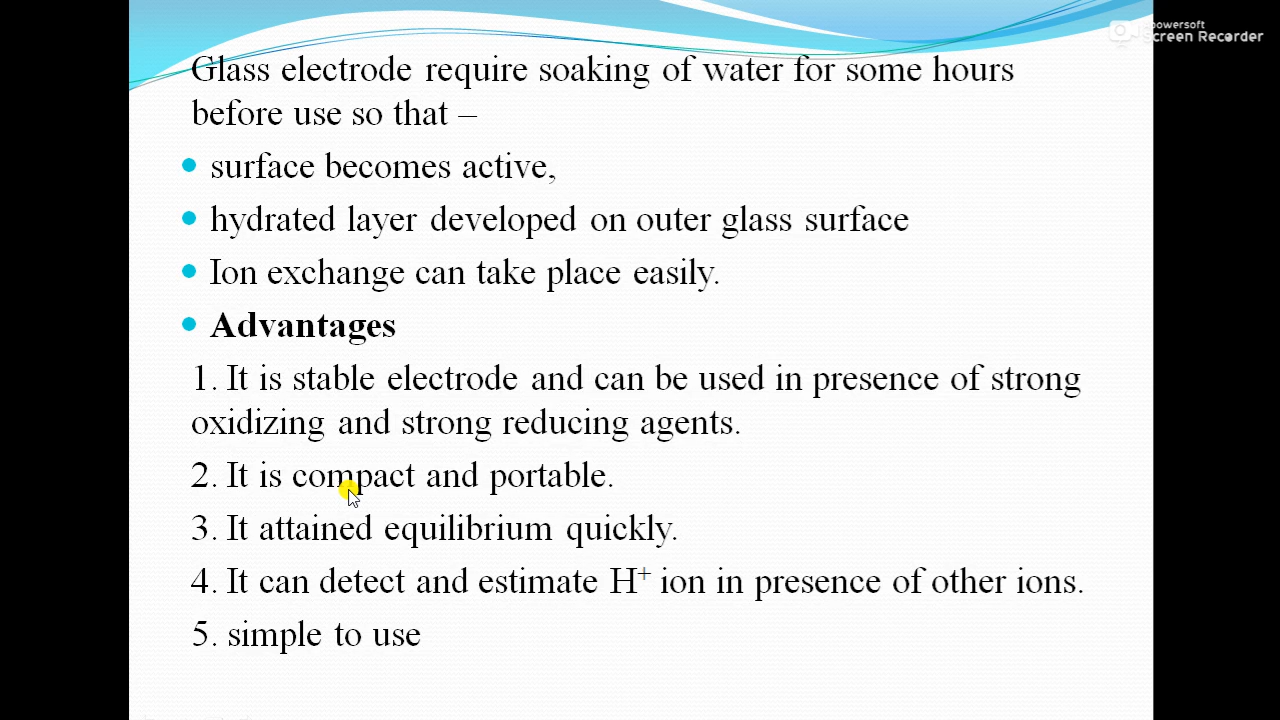 apowersoft
Screen Recorder
Glass electrode require soaking of water for some hours
before use so that –
• surface becomes active,
• hydrated layer developed on outer glass surface
• Ion exchange can take place easily.
• Advantages
1. It is stable electrode and can be used in presence of strong
oxidizing and strong reducing agents.
2. It is compact and portable.
3. It attained equilibrium quickly.
4. It can detect and estimate H⁺ ion in presence of other ions.
5. simple to use